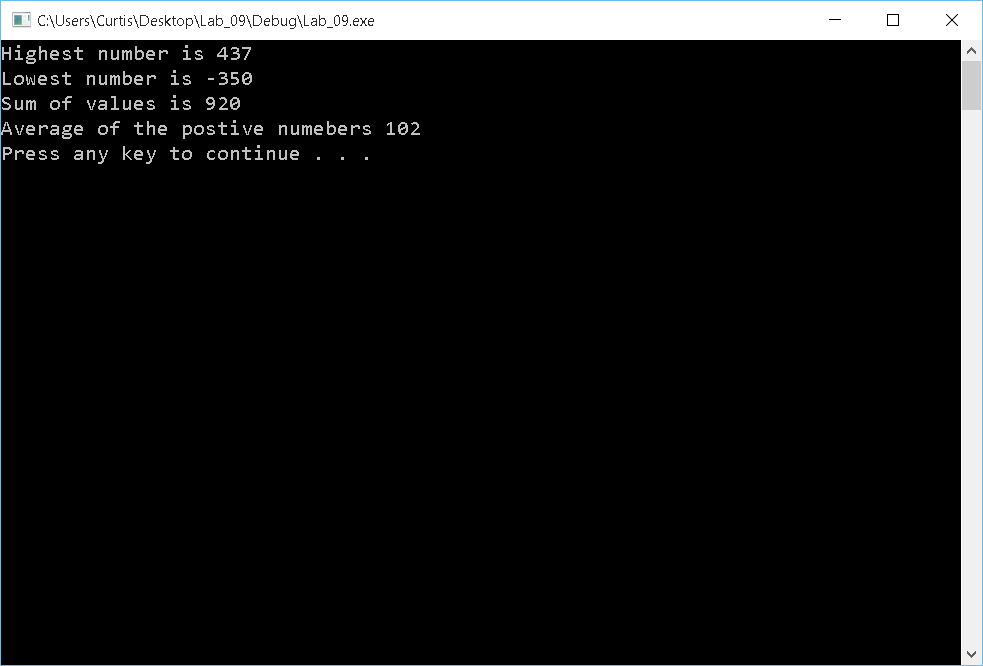 C:\Users\Curtis\Desktop\Lab_09\Debug\Lab_09.exe
Highest number is 437
Lowest number is -350
Sum of values is 920
Average of the postive numebers 102
Press any key to continue . . .